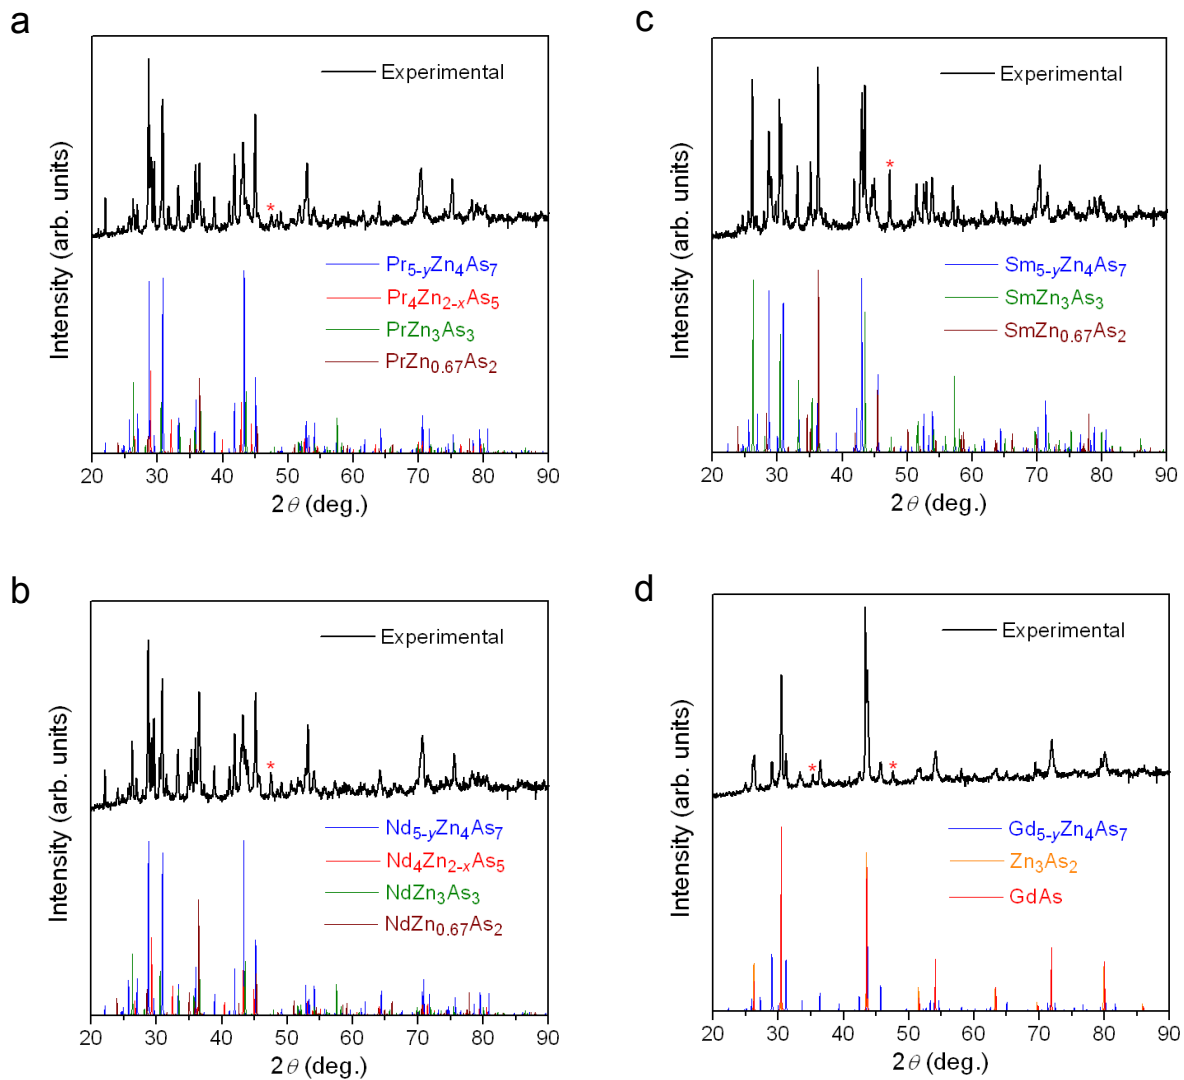 a
Experimental
*
Pr5-yZn4As7
Pr4Zn2-xAs5
PrZn3As3
PrZn0.67As2
Intensity (arb. units)
20 30 40 50 60 70 80 90
2θ (deg.)
c
Experimental
*
Sm5-yZn4As7
SmZn3As3
SmZn0.67As2
Intensity (arb. units)
20 30 40 50 60 70 80 90
2θ (deg.)
b
Experimental
*
Nd5-yZn4As7
Nd4Zn2-xAs5
NdZn3As3
NdZn0.67As2
Intensity (arb. units)
20 30 40 50 60 70 80 90
2θ (deg.)
d
Experimental
* *
Gd5-yZn4As7
Zn3As2
GdAs
Intensity (arb. units)
20 30 40 50 60 70 80 90
2θ (deg.)